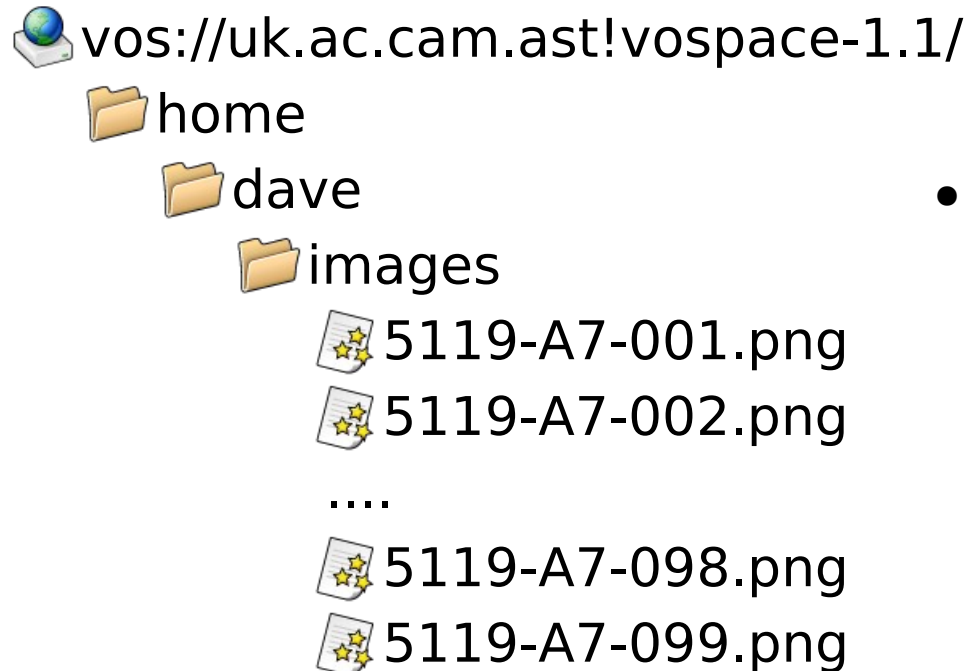 vos://uk.ac.cam.ast!vospace-1.1/
home
dave
•
images
5119-A7-001.png
5119-A7-002.png
....
5119-A7-098.png
5119-A7-099.png